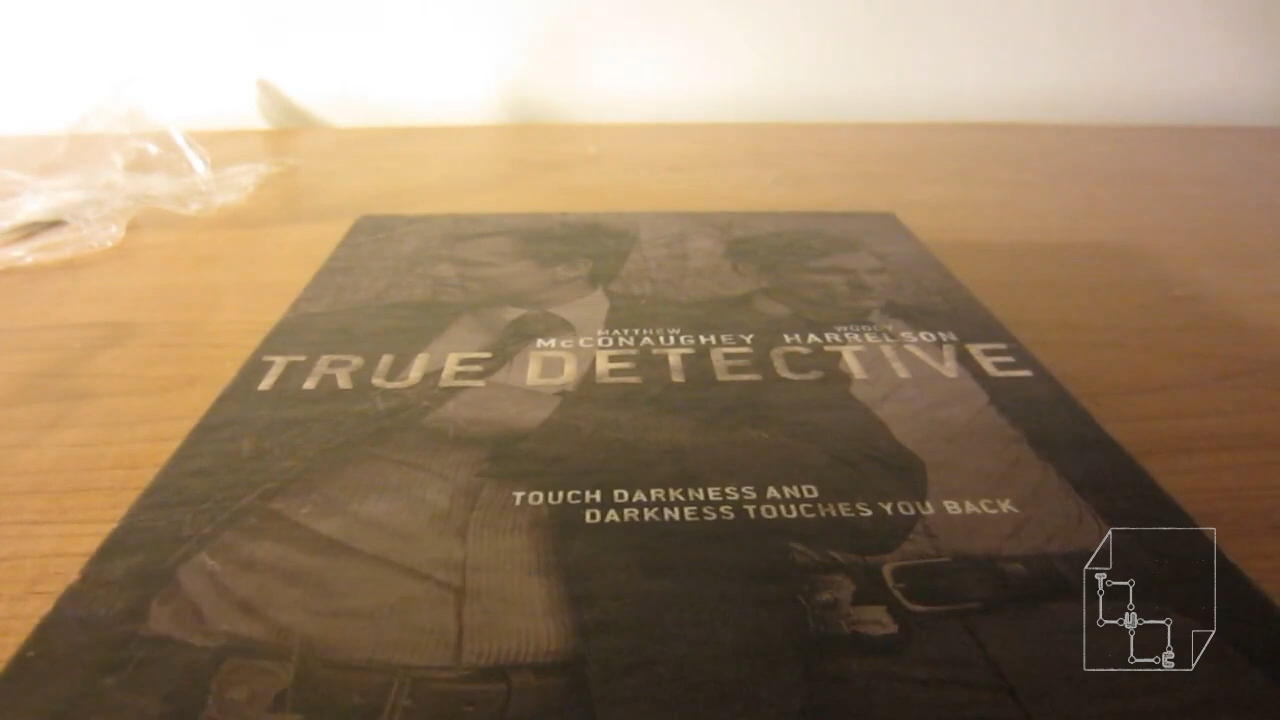 MATTHEW WOODY
McCONAUGHEY HARRELSON
TRUE DETECTIVE
TOUCH DARKNESS AND
DARKNESS TOUCHES YOU BACK